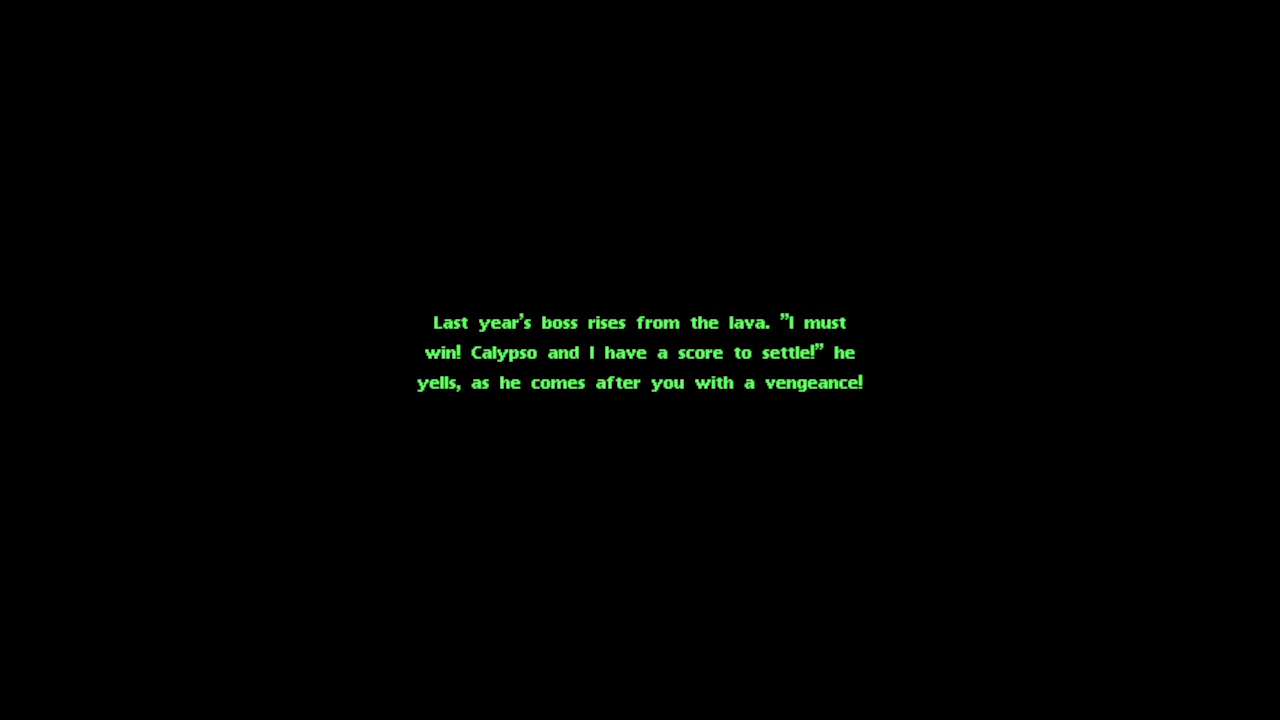 Last year's boss rises from the lava. "I must
win! Calypso and I have a score to settle!" he
yells, as he comes after you with a vengeance!